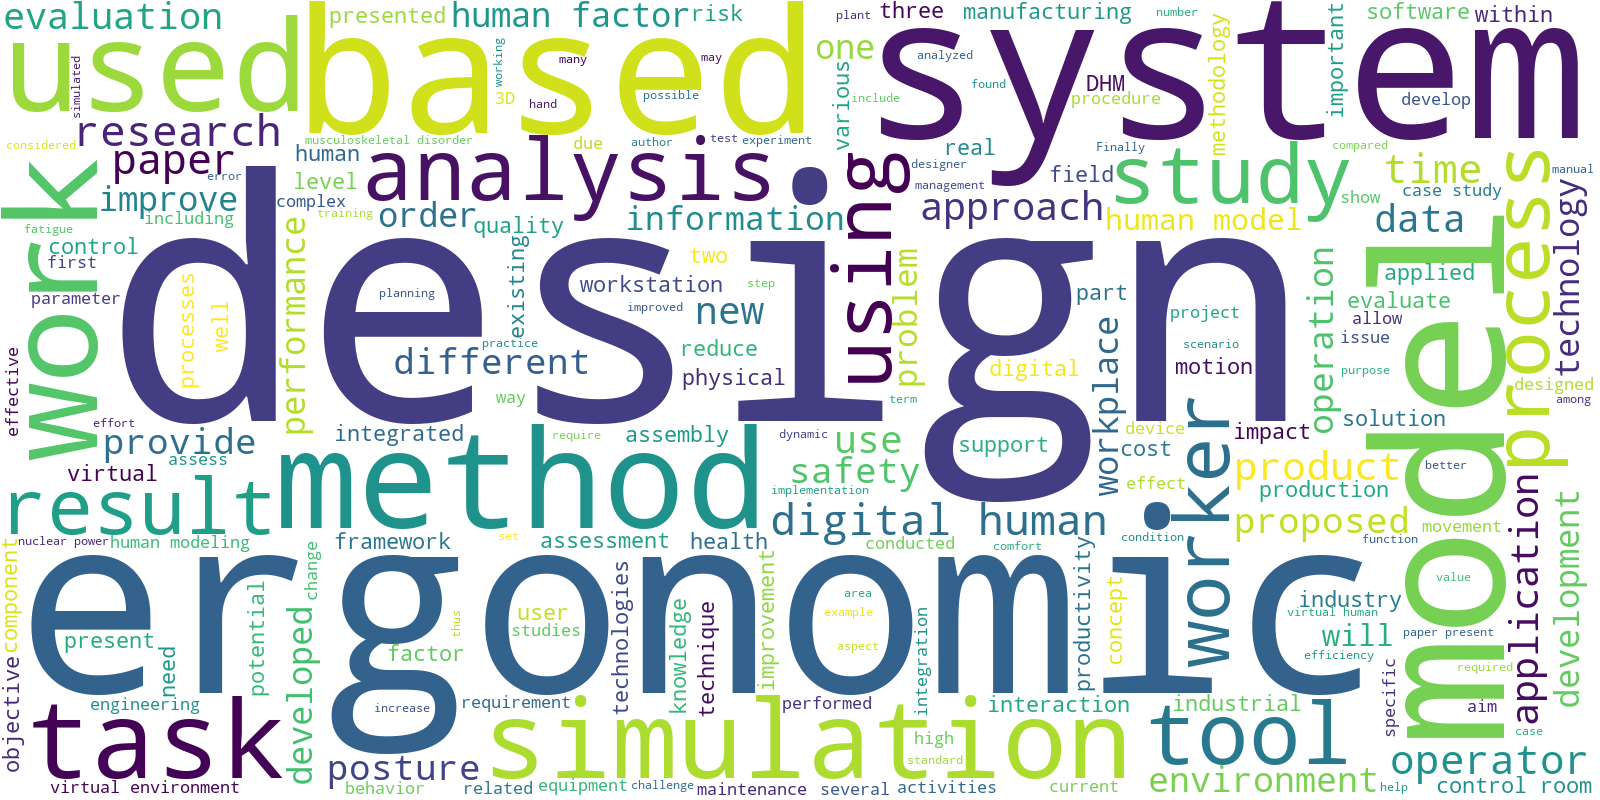 evaluation
presented
human factor
risk
plant
three
manufacturing
number
software
within
used
based
system
one
working
many
may
analyzed
important
simulated
3D
hand
possible
various
include
found
DHM
procedure
methodology
develop
considered
research
musculoskeletal disorder
due
author
test
experiment
Finally
compared
paper
error
human
analysis
designer
real
study
time
manual
improve
level
complex
management
field
case study
show
including
training
order
quality
information
using
approach
human model
data
fatigue
work
control
first
performance
existing
two
problem
operation
applied
process
technology
parameter
processes
well
design
planning
workstation
step
improved
new
part
project
evaluate
allow
issue
model
effective
different
practice
reduce
physical
digital
motion
scenario
purpose
designed
among
way
term
workplace
effort
provide
integrated
require
assembly
dynamic
use
support
device
cost
impact
solution
assess
virtual
method
safety
implementation
effect
worker
product
production
better
result
digital human
proposed
movement
application
development
nuclear power
human modeling
framework
set
assessment
health
conducted
comfort
condition
function
component
change
ergonomic
potential
technologies
knowledge
technique
improvement
area
example
aspect
integration
productivity
concept
value
virtual human
industry
will
paper present
efficiency
required
present
need
developed
user
studies
thus
factor
objective
engineering
increase
requirement
performed
interaction
industrial
specific
aim
task
simulation
high
standard
tool
case
posture
operator
virtual environment
behavior
related
equipment
challenge
maintenance
several
activities
current
environment
help
control room